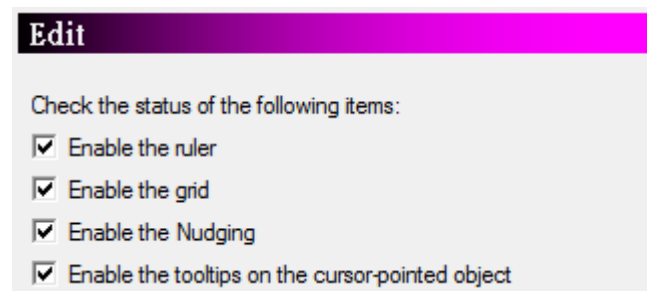 Edit
Check the status of the following items:
Enable the ruler
Enable the grid
Enable the Nudging
Enable the tooltips on the cursor-pointed object